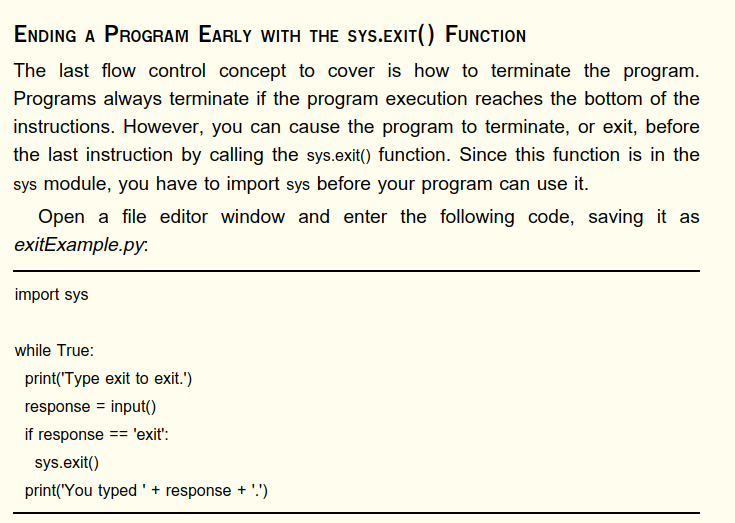 ENDING A PROGRAM EARLY WITH THE SYS.EXIT() FUNCTION
The last flow control concept to cover is how to terminate the program.
Programs always terminate if the program execution reaches the bottom of the
instructions. However, you can cause the program to terminate, or exit, before
the last instruction by calling the sys.exit() function. Since this function is in the
sys module, you have to import sys before your program can use it.
Open a file editor window and enter the following code, saving it as
exitExample.py:
import sys
while True:
  print('Type exit to exit.')
  response = input()
  if response == 'exit':
    sys.exit()
  print('You typed ' + response + '.')